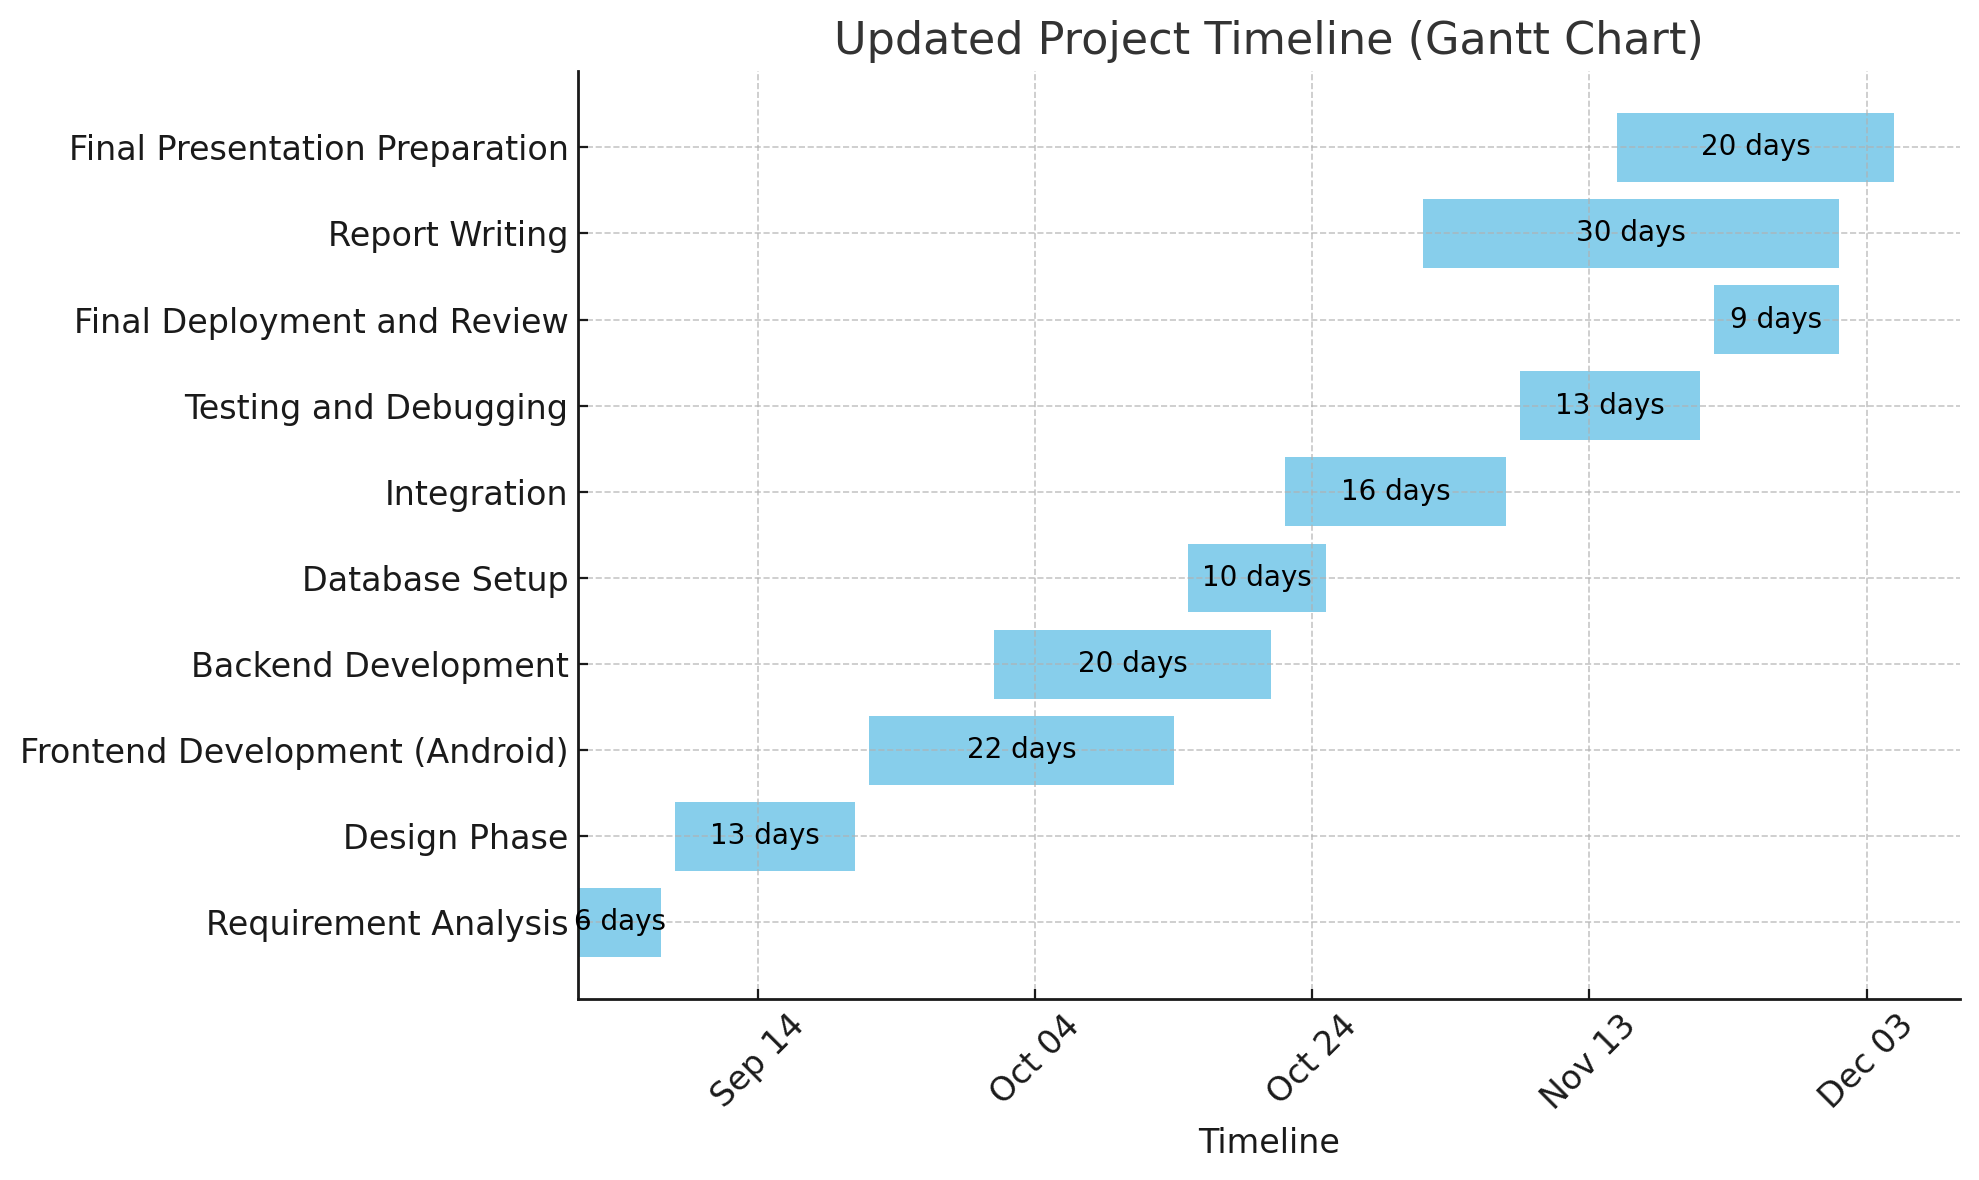 Updated Project Timeline (Gantt Chart)
Final Presentation Preparation
20 days
Report Writing
30 days
Final Deployment and Review
9 days
Testing and Debugging
13 days
Integration
16 days
Database Setup
10 days
Backend Development
20 days
Frontend Development (Android)
22 days
Design Phase
13 days
Requirement Analysis
6 days
Sep 14
Oct 04
Oct 24
Nov 13
Dec 03
Timeline